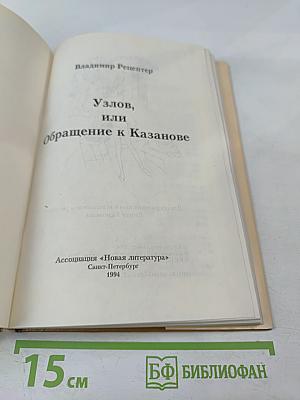 Владимир Рецептер
Узлов,
или
Обращение к Казанове
Ассоциация «Новая литература»
Санкт-Петербург
1994
15 см
БФ БИБЛИОФАН